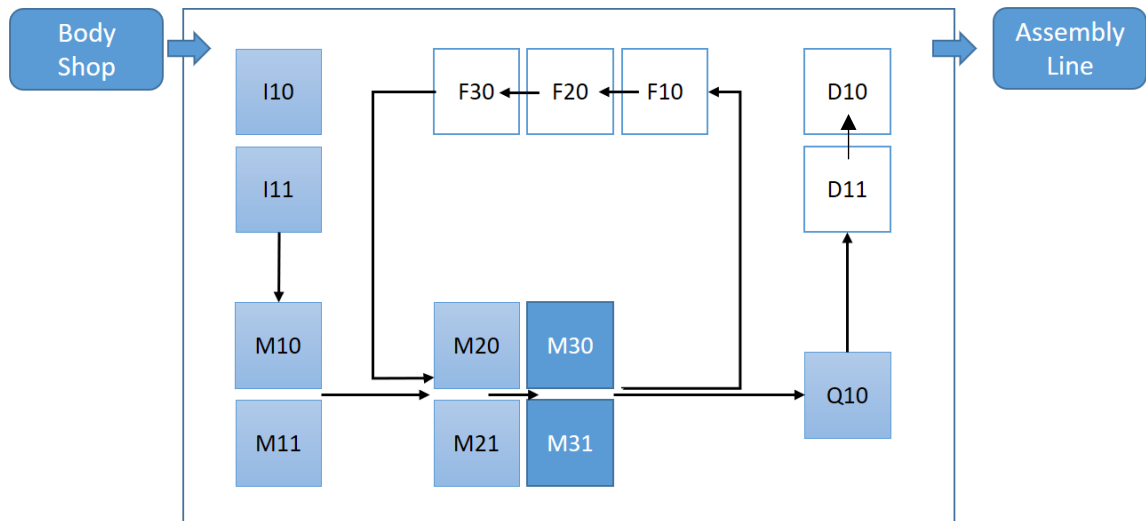 Body
Shop
Assembly
Line
I10
F30
F20
F10
D10
I11
D11
M10
M20
M30
Q10
M11
M21
M31